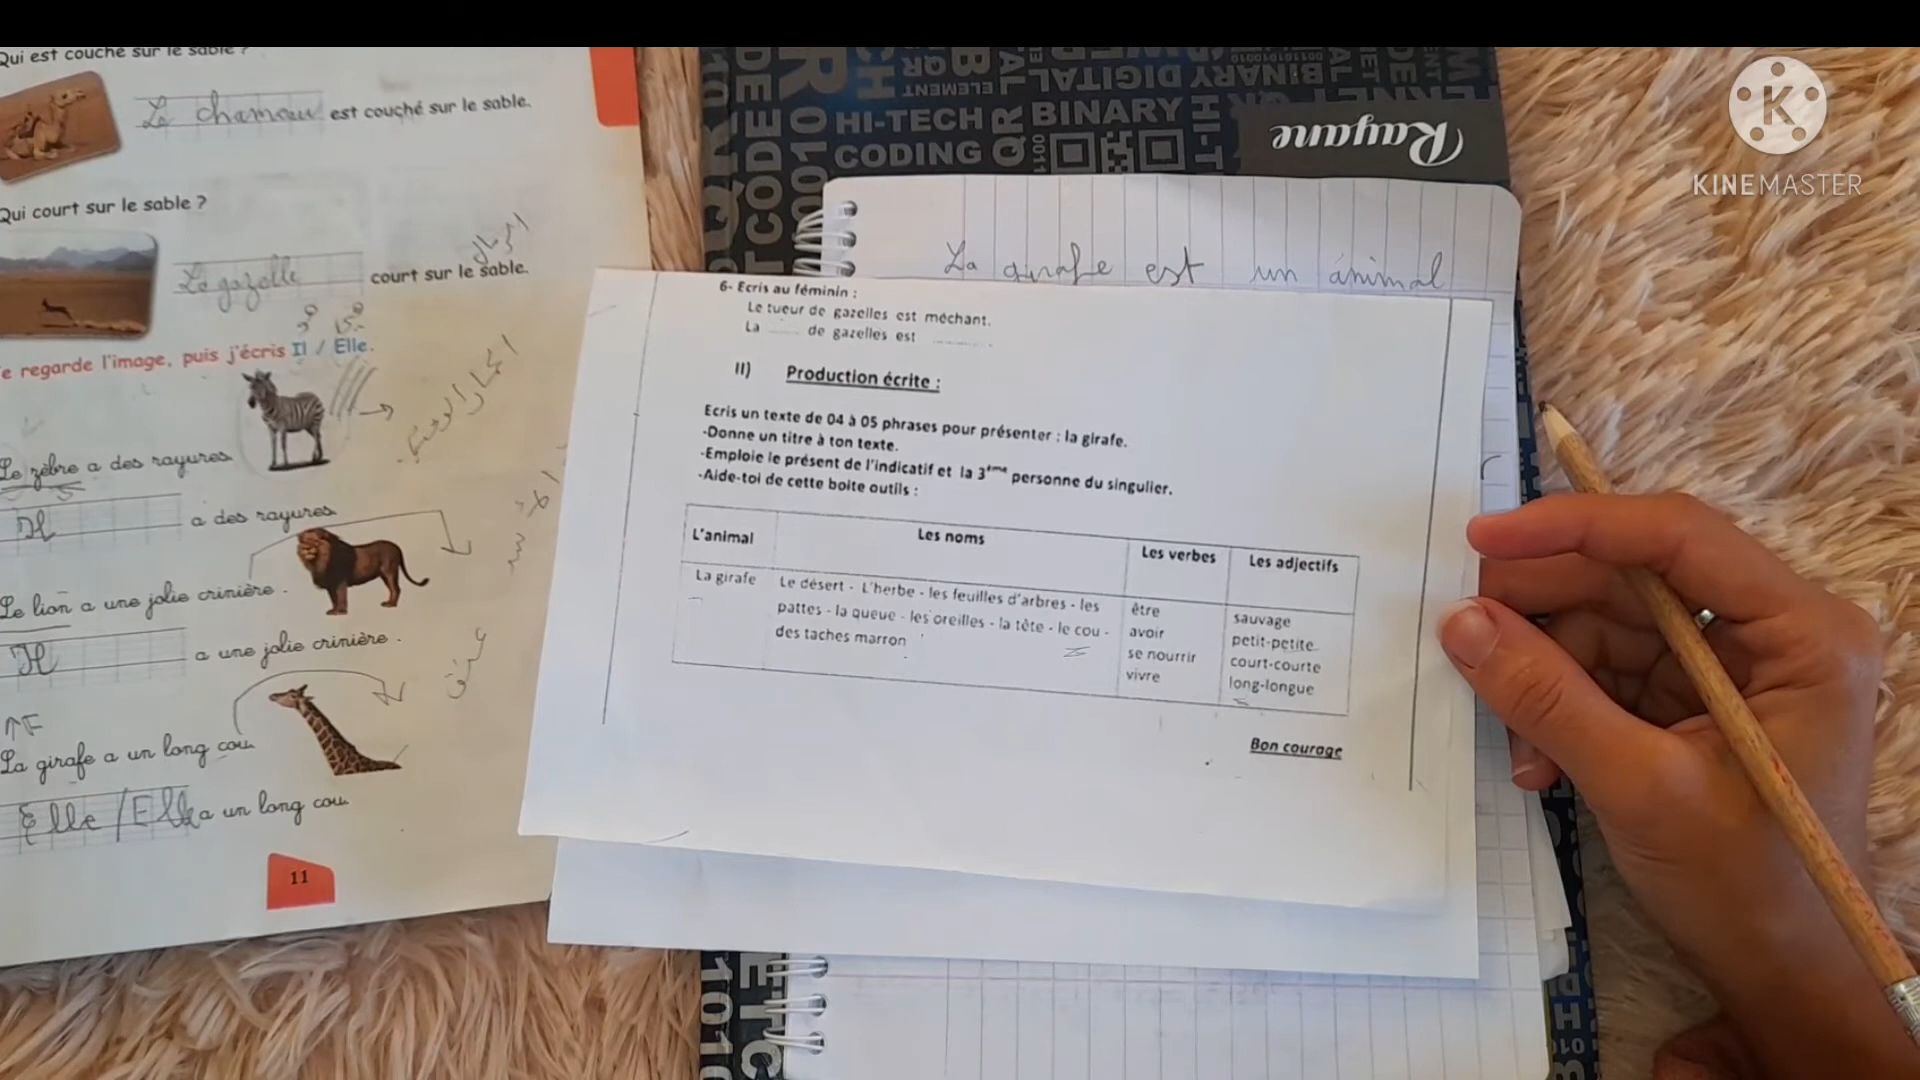 Qui est couché sur le sable ?
Le chameau est couché sur le sable.
Qui court sur le sable ?
La gazelle court sur le sable.
e regarde l'image, puis j'écris Il / Elle.
Le zèbre a des rayures
Il a des rayures
Le lion a une jolie crinière .
Il a une jolie crinière .
↑F
La girafe a un long cou
Elle / Elle a un long cou
11
HI-TECH QR BINARY
CODING
ELEMENT
BINARY DIGITAL
QR CODE
Rayane
KINEMASTER
La girafe est un animal
6- Ecris au féminin :
Le tueur de gazelles est méchant.
La ...... de gazelles est ............
II) Production écrite :
Ecris un texte de 04 à 05 phrases pour présenter : la girafe.
-Donne un titre à ton texte.
-Emploie le présent de l'indicatif et la 3ème personne du singulier.
-Aide-toi de cette boite outils :
L'animal Les noms Les verbes Les adjectifs
La girafe Le désert - L'herbe - les feuilles d'arbres - les être sauvage
pattes - la queue - les oreilles - la tête - le cou - avoir petit-petite
des taches marron se nourrir court-courte
vivre long-longue
Bon courage